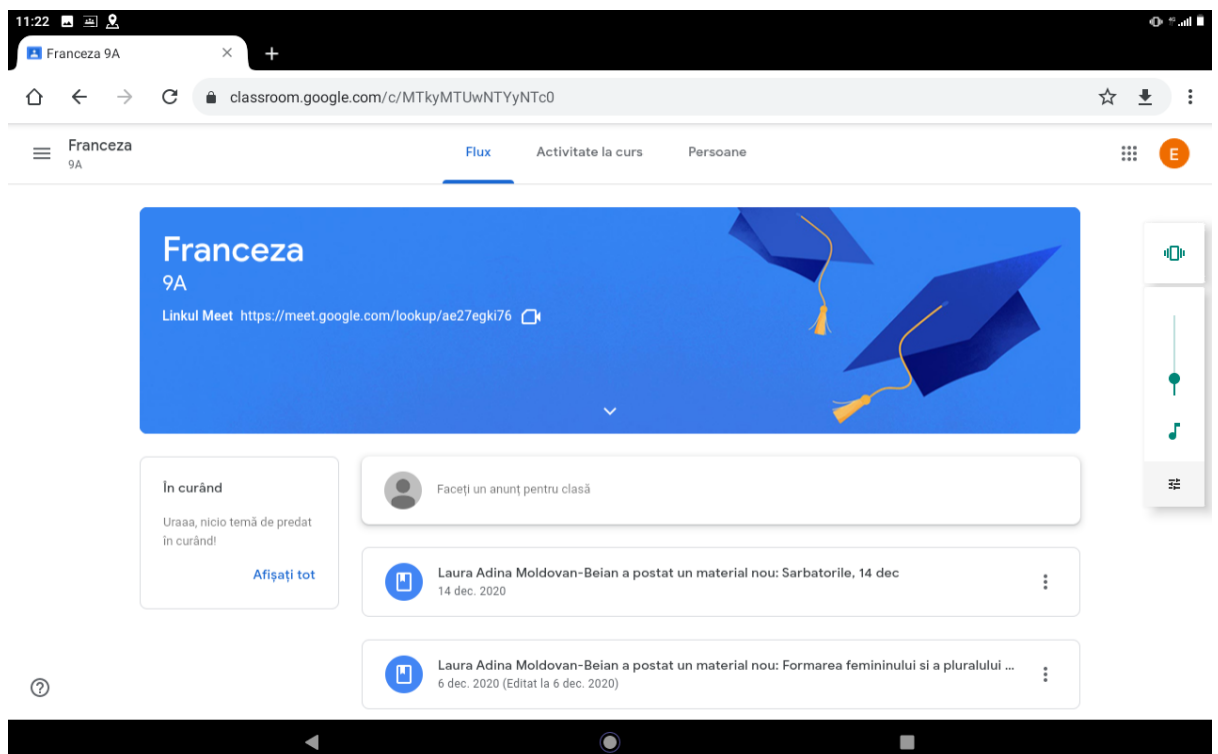 11:22
Franceza 9A
classroom.google.com/c/MTkyMTUwNTYyNTc0
Franceza
9A
Flux
Activitate la curs
Persoane
E
Franceza
9A
Linkul Meet https://meet.google.com/lookup/ae27egki76
În curând
Uraaa, nicio temă de predat
în curând!
Afișați tot
Faceți un anunț pentru clasă
Laura Adina Moldovan-Beian a postat un material nou: Sarbatorile, 14 dec
14 dec. 2020
Laura Adina Moldovan-Beian a postat un material nou: Formarea femininului si a pluralului ...
6 dec. 2020 (Editat la 6 dec. 2020)